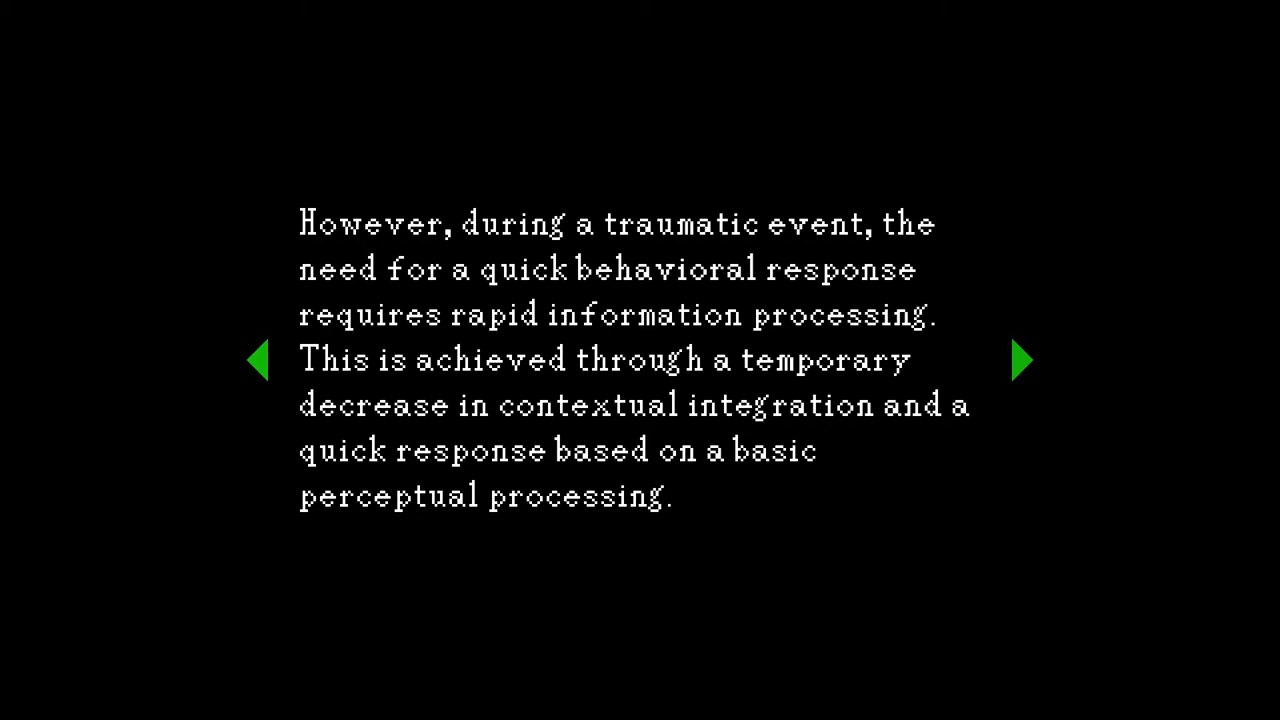 However, during a traumatic event, the
need for a quick behavioral response
requires rapid information processing.
This is achieved through a temporary
decrease in contextual integration and a
quick response based on a basic
perceptual processing.